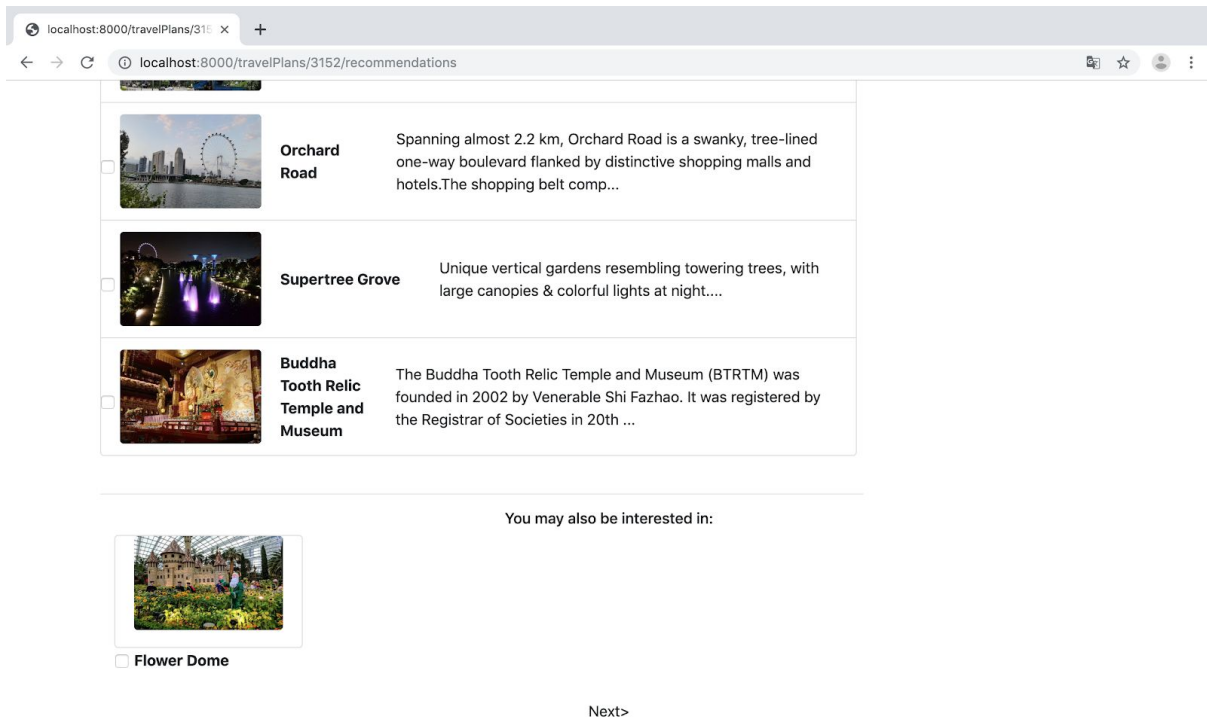 localhost:8000/travelPlans/315
localhost:8000/travelPlans/3152/recommendations
Orchard
Road
Spanning almost 2.2 km, Orchard Road is a swanky, tree-lined
one-way boulevard flanked by distinctive shopping malls and
hotels.The shopping belt comp...
Supertree Grove
Unique vertical gardens resembling towering trees, with
large canopies & colorful lights at night....
Buddha
Tooth Relic
Temple and
Museum
The Buddha Tooth Relic Temple and Museum (BTRTM) was
founded in 2002 by Venerable Shi Fazhao. It was registered by
the Registrar of Societies in 20th ...
You may also be interested in:
Flower Dome
Next>